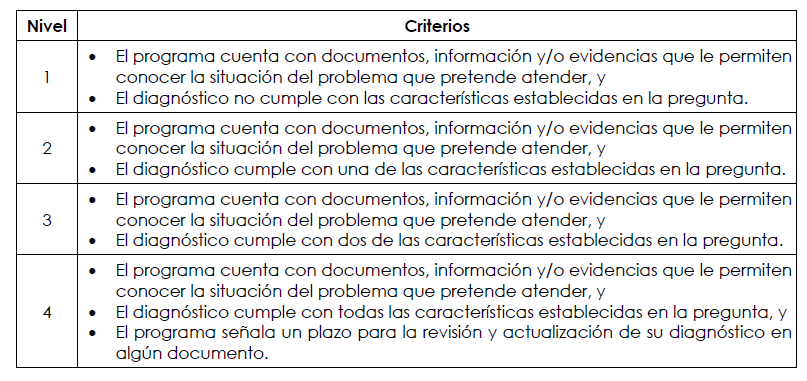 Nivel Criterios
• El programa cuenta con documentos, información y/o evidencias que le permiten
conocer la situación del problema que pretende atender, y
1
• El diagnóstico no cumple con las características establecidas en la pregunta.
• El programa cuenta con documentos, información y/o evidencias que le permiten
conocer la situación del problema que pretende atender, y
2
• El diagnóstico cumple con una de las características establecidas en la pregunta.
• El programa cuenta con documentos, información y/o evidencias que le permiten
conocer la situación del problema que pretende atender, y
3
• El diagnóstico cumple con dos de las características establecidas en la pregunta.
• El programa cuenta con documentos, información y/o evidencias que le permiten
conocer la situación del problema que pretende atender, y
4
• El diagnóstico cumple con todas las características establecidas en la pregunta, y
• El programa señala un plazo para la revisión y actualización de su diagnóstico en
algún documento.